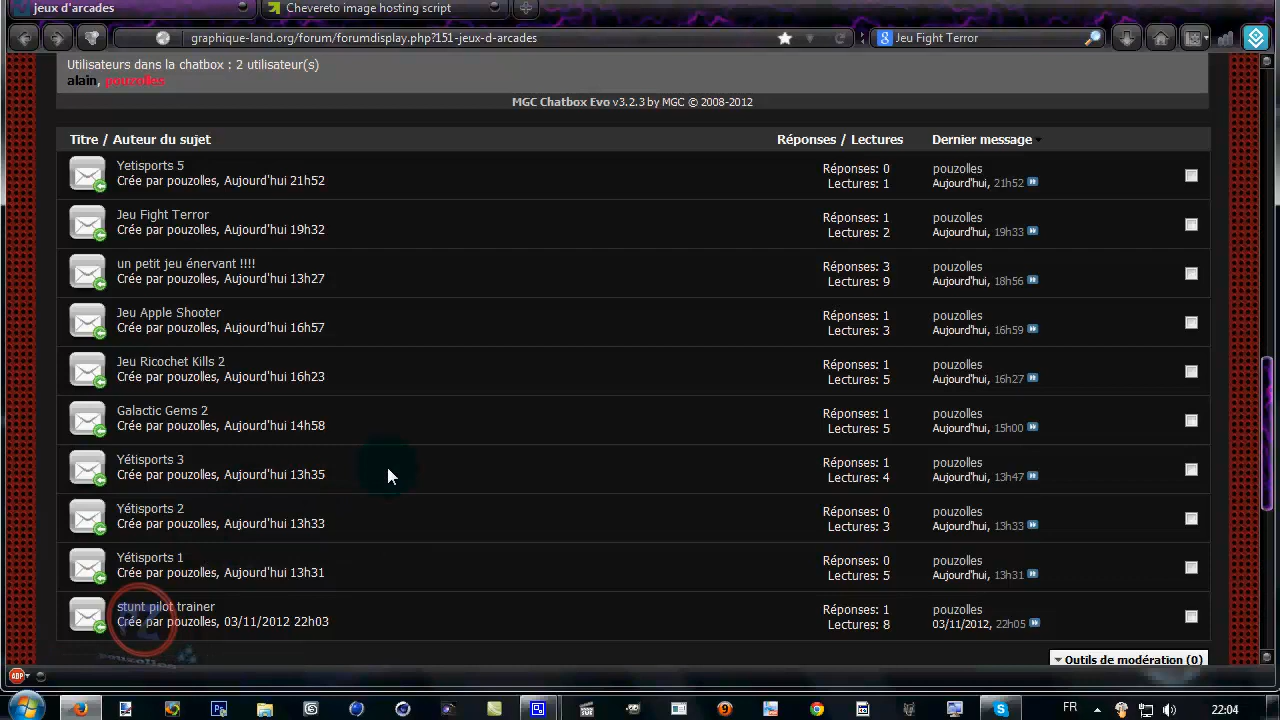 jeux d'arcades
Chevereto image hosting script
graphique-land.org/forum/forumdisplay.php?151-jeux-d-arcades
Jeu Fight Terror
Utilisateurs dans la chatbox : 2 utilisateur(s)
alain, pouzolles
MGC Chatbox Evo v3.2.3 by MGC © 2008-2012
Titre / Auteur du sujet Réponses / Lectures Dernier message
Yetisports 5 Réponses: 0 pouzolles
Crée par pouzolles, Aujourd'hui 21h52 Lectures: 1 Aujourd'hui, 21h52
Jeu Fight Terror Réponses: 1 pouzolles
Crée par pouzolles, Aujourd'hui 19h32 Lectures: 2 Aujourd'hui, 19h33
un petit jeu énervant !!!! Réponses: 3 pouzolles
Crée par pouzolles, Aujourd'hui 13h27 Lectures: 9 Aujourd'hui, 18h56
Jeu Apple Shooter Réponses: 1 pouzolles
Crée par pouzolles, Aujourd'hui 16h57 Lectures: 3 Aujourd'hui, 16h59
Jeu Ricochet Kills 2 Réponses: 1 pouzolles
Crée par pouzolles, Aujourd'hui 16h23 Lectures: 5 Aujourd'hui, 16h27
Galactic Gems 2 Réponses: 1 pouzolles
Crée par pouzolles, Aujourd'hui 14h58 Lectures: 5 Aujourd'hui, 15h00
Yétisports 3 Réponses: 1 pouzolles
Crée par pouzolles, Aujourd'hui 13h35 Lectures: 4 Aujourd'hui, 13h47
Yétisports 2 Réponses: 0 pouzolles
Crée par pouzolles, Aujourd'hui 13h33 Lectures: 3 Aujourd'hui, 13h33
Yétisports 1 Réponses: 0 pouzolles
Crée par pouzolles, Aujourd'hui 13h31 Lectures: 5 Aujourd'hui, 13h31
stunt pilot trainer Réponses: 1 pouzolles
Crée par pouzolles, 03/11/2012 22h03 Lectures: 8 03/11/2012, 22h05
pouzolles
Outils de modération (0)
ABP
FR 22:04